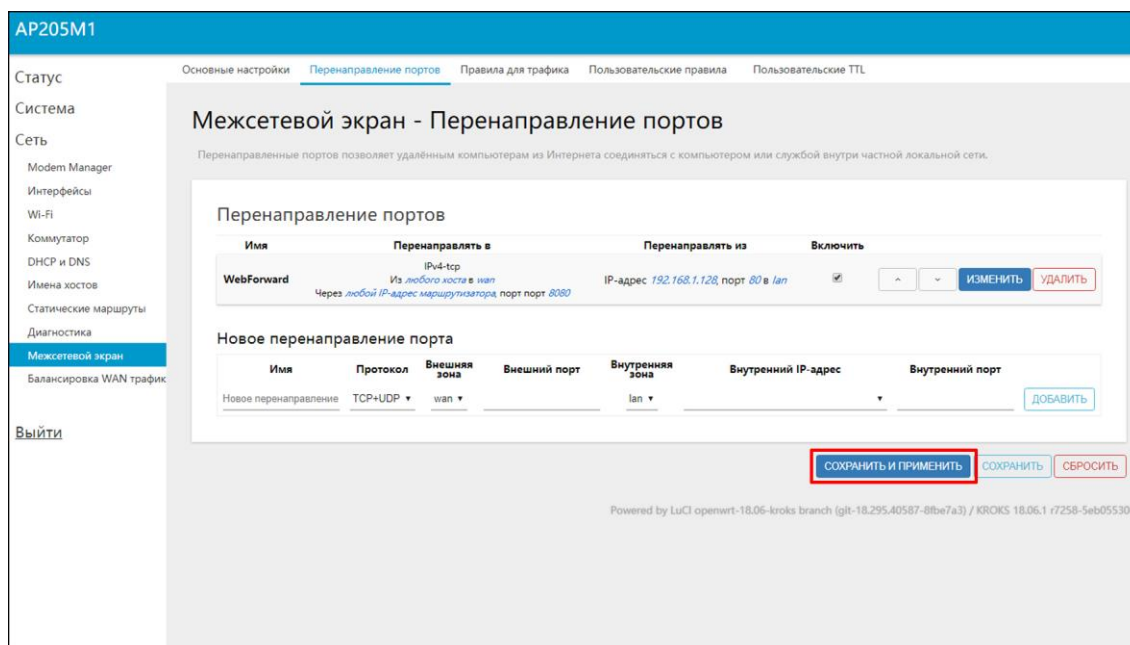 AP205M1
Статус
Система
Сеть
Modem Manager
Интерфейсы
Wi-Fi
Коммутатор
DHCP и DNS
Имена хостов
Статические маршруты
Диагностика
Межсетевой экран
Балансировка WAN трафик
Выйти
Основные настройки Перенаправление портов Правила для трафика Пользовательские правила Пользовательские TTL
Межсетевой экран - Перенаправление портов
Перенаправленные портов позволяет удалённым компьютерам из Интернета соединяться с компьютером или службой внутри частной локальной сети.
Перенаправление портов
Имя Перенаправлять в Перенаправлять из Включить
IPv4-tcp
WebForward Из любого хоста в wan IP-адрес 192.168.1.128, порт 80 в lan ИЗМЕНИТЬ УДАЛИТЬ
Через любой IP-адрес маршрутизатора, порт порт 8080
Новое перенаправление порта
Имя Протокол Внешняя зона Внешний порт Внутренняя зона Внутренний IP-адрес Внутренний порт
Новое перенаправление TCP+UDP wan lan ДОБАВИТЬ
СОХРАНИТЬ И ПРИМЕНИТЬ СОХРАНИТЬ СБРОСИТЬ
Powered by LuCI openwrt-18.06-kroks branch (git-18.295.40587-8fbe7a3) / KROKS 18.06.1 r7258-5eb05530